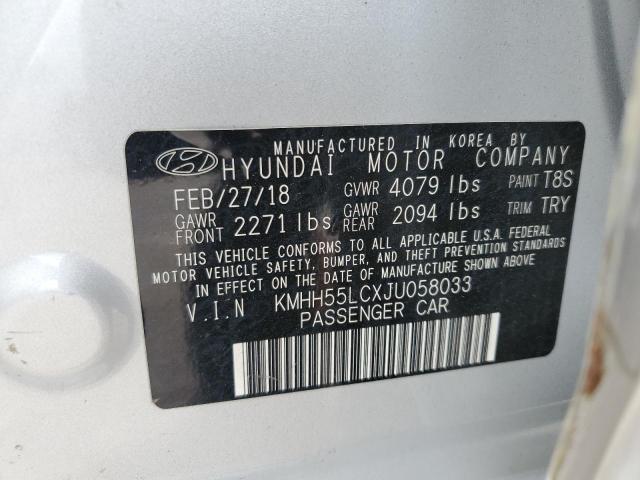 MANUFACTURED IN KOREA BY
HYUNDAI MOTOR COMPANY
FEB/27/18 GVWR 4079 lbs PAINT T8S
GAWR FRONT 2271 lbs GAWR REAR 2094 lbs TRIM TRY
THIS VEHICLE CONFORMS TO ALL APPLICABLE U.S.A. FEDERAL
MOTOR VEHICLE SAFETY, BUMPER, AND THEFT PREVENTION STANDARDS
IN EFFECT ON THE DATE OF MANUFACTURE SHOWN ABOVE.
V.I.N KMHH55LCXJU058033
PASSENGER CAR